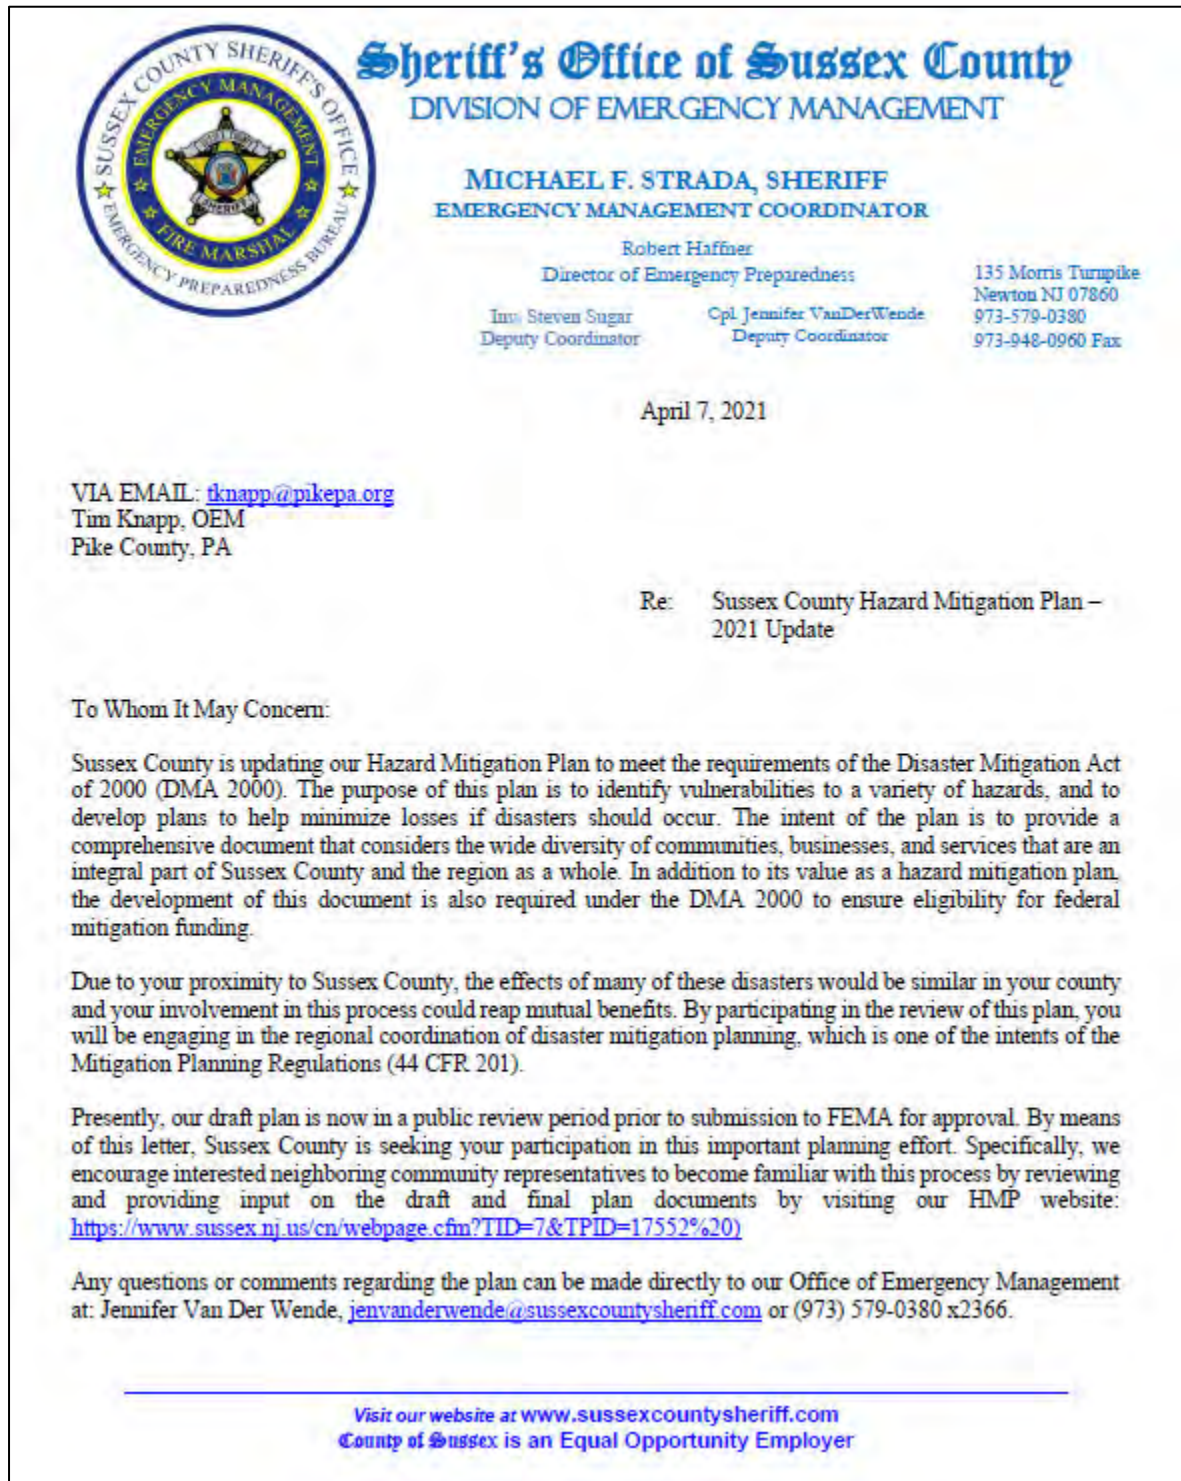 SUSSEX COUNTY SHERIFF'S OFFICE
EMERGENCY PREPAREDNESS BUREAU
EMERGENCY MANAGEMENT
FIRE MARSHAL
SHERIFF
Sheriff's Office of Sussex County
DIVISION OF EMERGENCY MANAGEMENT
MICHAEL F. STRADA, SHERIFF
EMERGENCY MANAGEMENT COORDINATOR
Robert Haffner
Director of Emergency Preparedness
Inv. Steven Sugar
Deputy Coordinator
Cpl. Jennifer VanDerWende
Deputy Coordinator
135 Morris Turnpike
Newton NJ 07860
973-579-0380
973-948-0960 Fax
April 7, 2021
VIA EMAIL: tknapp@pikepa.org
Tim Knapp, OEM
Pike County, PA
Re: Sussex County Hazard Mitigation Plan –
2021 Update
To Whom It May Concern:
Sussex County is updating our Hazard Mitigation Plan to meet the requirements of the Disaster Mitigation Act
of 2000 (DMA 2000). The purpose of this plan is to identify vulnerabilities to a variety of hazards, and to
develop plans to help minimize losses if disasters should occur. The intent of the plan is to provide a
comprehensive document that considers the wide diversity of communities, businesses, and services that are an
integral part of Sussex County and the region as a whole. In addition to its value as a hazard mitigation plan,
the development of this document is also required under the DMA 2000 to ensure eligibility for federal
mitigation funding.
Due to your proximity to Sussex County, the effects of many of these disasters would be similar in your county
and your involvement in this process could reap mutual benefits. By participating in the review of this plan, you
will be engaging in the regional coordination of disaster mitigation planning, which is one of the intents of the
Mitigation Planning Regulations (44 CFR 201).
Presently, our draft plan is now in a public review period prior to submission to FEMA for approval. By means
of this letter, Sussex County is seeking your participation in this important planning effort. Specifically, we
encourage interested neighboring community representatives to become familiar with this process by reviewing
and providing input on the draft and final plan documents by visiting our HMP website:
https://www.sussex.nj.us/cn/webpage.cfm?TID=7&TPID=17552%20)
Any questions or comments regarding the plan can be made directly to our Office of Emergency Management
at: Jennifer Van Der Wende, jenvanderwende@sussexcountysheriff.com or (973) 579-0380 x2366.
Visit our website at www.sussexcountysheriff.com
County of Sussex is an Equal Opportunity Employer